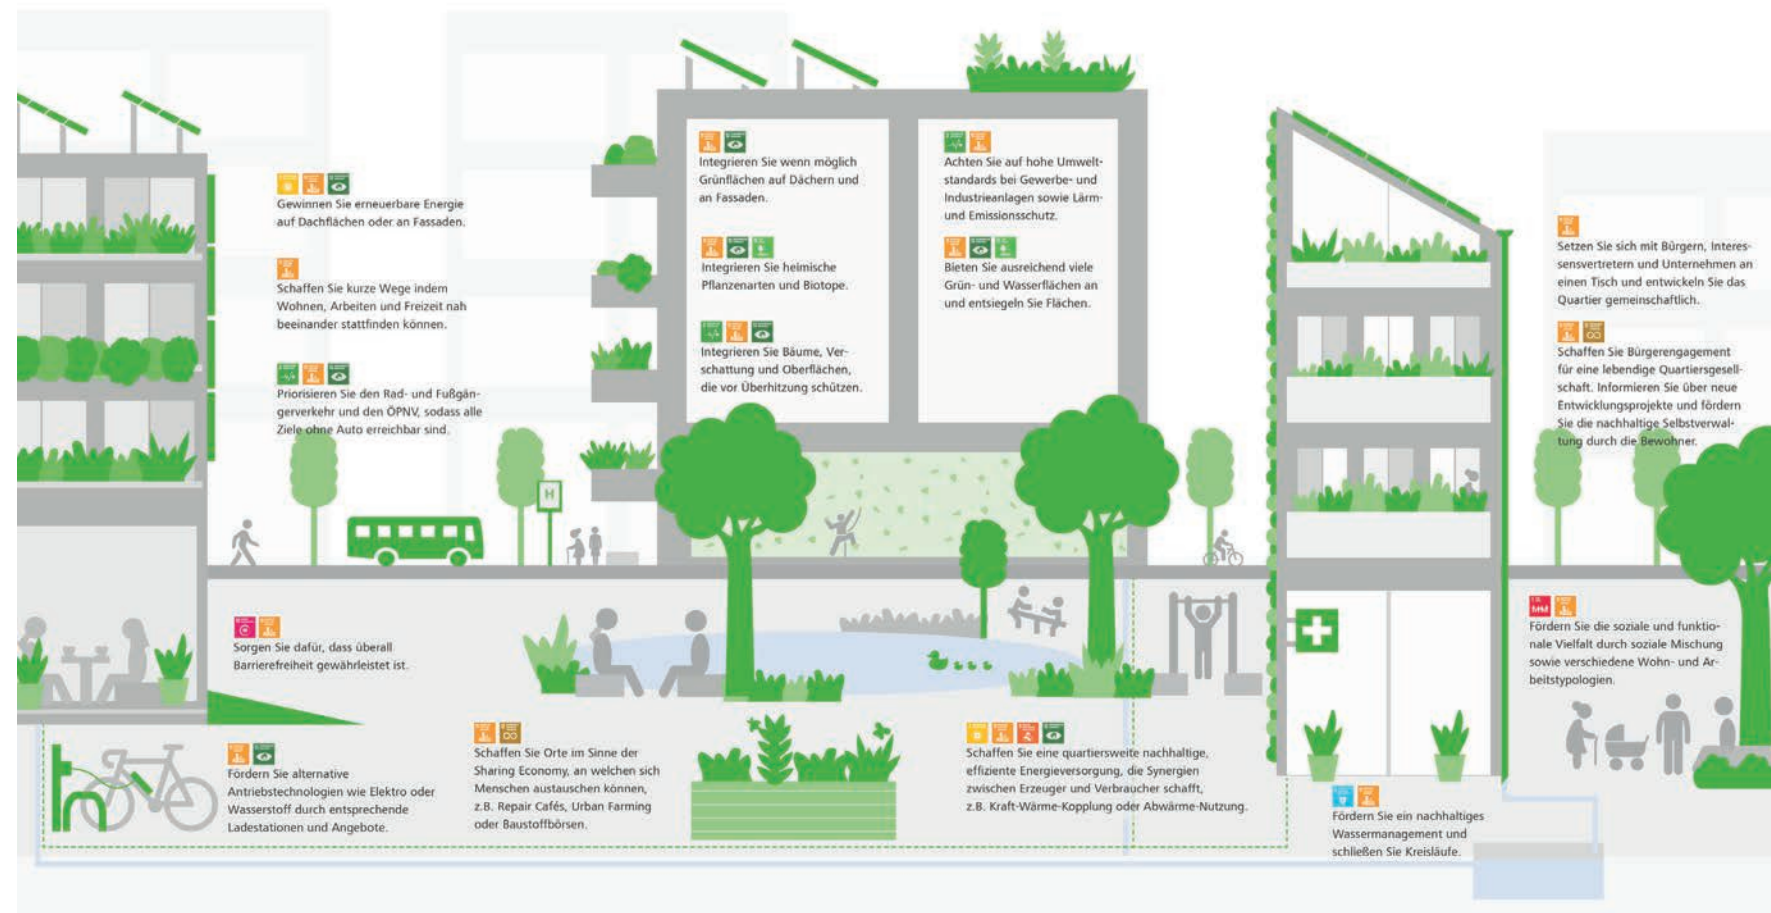 Gewinnen Sie erneuerbare Energie
auf Dachflächen oder an Fassaden.
Schaffen Sie kurze Wege indem
Wohnen, Arbeiten und Freizeit nah
beeinander stattfinden können.
Priorisieren Sie den Rad- und Fußgän-
gerverkehr und den ÖPNV, sodass alle
Ziele ohne Auto erreichbar sind.
H
Integrieren Sie wenn möglich
Grünflächen auf Dächern und
an Fassaden.
Integrieren Sie heimische
Pflanzenarten und Biotope.
Integrieren Sie Bäume, Ver-
schattung und Oberflächen,
die vor Überhitzung schützen.
Achten Sie auf hohe Umwelt-
standards bei Gewerbe- und
Industrieanlagen sowie Lärm-
und Emissionsschutz.
Bieten Sie ausreichend viele
Grün- und Wasserflächen an
und entsiegeln Sie Flächen.
Setzen Sie sich mit Bürgern, Interes-
sensvertretern und Unternehmen an
einen Tisch und entwickeln Sie das
Quartier gemeinschaftlich.
Schaffen Sie Bürgerengagement
für eine lebendige Quartiersgesell-
schaft. Informieren Sie über neue
Entwicklungsprojekte und fördern
Sie die nachhaltige Selbstverwal-
tung durch die Bewohner.
Sorgen Sie dafür, dass überall
Barrierefreiheit gewährleistet ist.
Fördern Sie die soziale und funktio-
nale Vielfalt durch soziale Mischung
sowie verschiedene Wohn- und Ar-
beitstypologien.
Fördern Sie alternative
Antriebstechnologien wie Elektro oder
Wasserstoff durch entsprechende
Ladestationen und Angebote.
Schaffen Sie Orte im Sinne der
Sharing Economy, an welchen sich
Menschen austauschen können,
z.B. Repair Cafés, Urban Farming
oder Baustoffbörsen.
Schaffen Sie eine quartiersweite nachhaltige,
effiziente Energieversorgung, die Synergien
zwischen Erzeuger und Verbraucher schafft,
z.B. Kraft-Wärme-Kopplung oder Abwärme-Nutzung.
Fördern Sie ein nachhaltiges
Wassermanagement und
schließen Sie Kreisläufe.